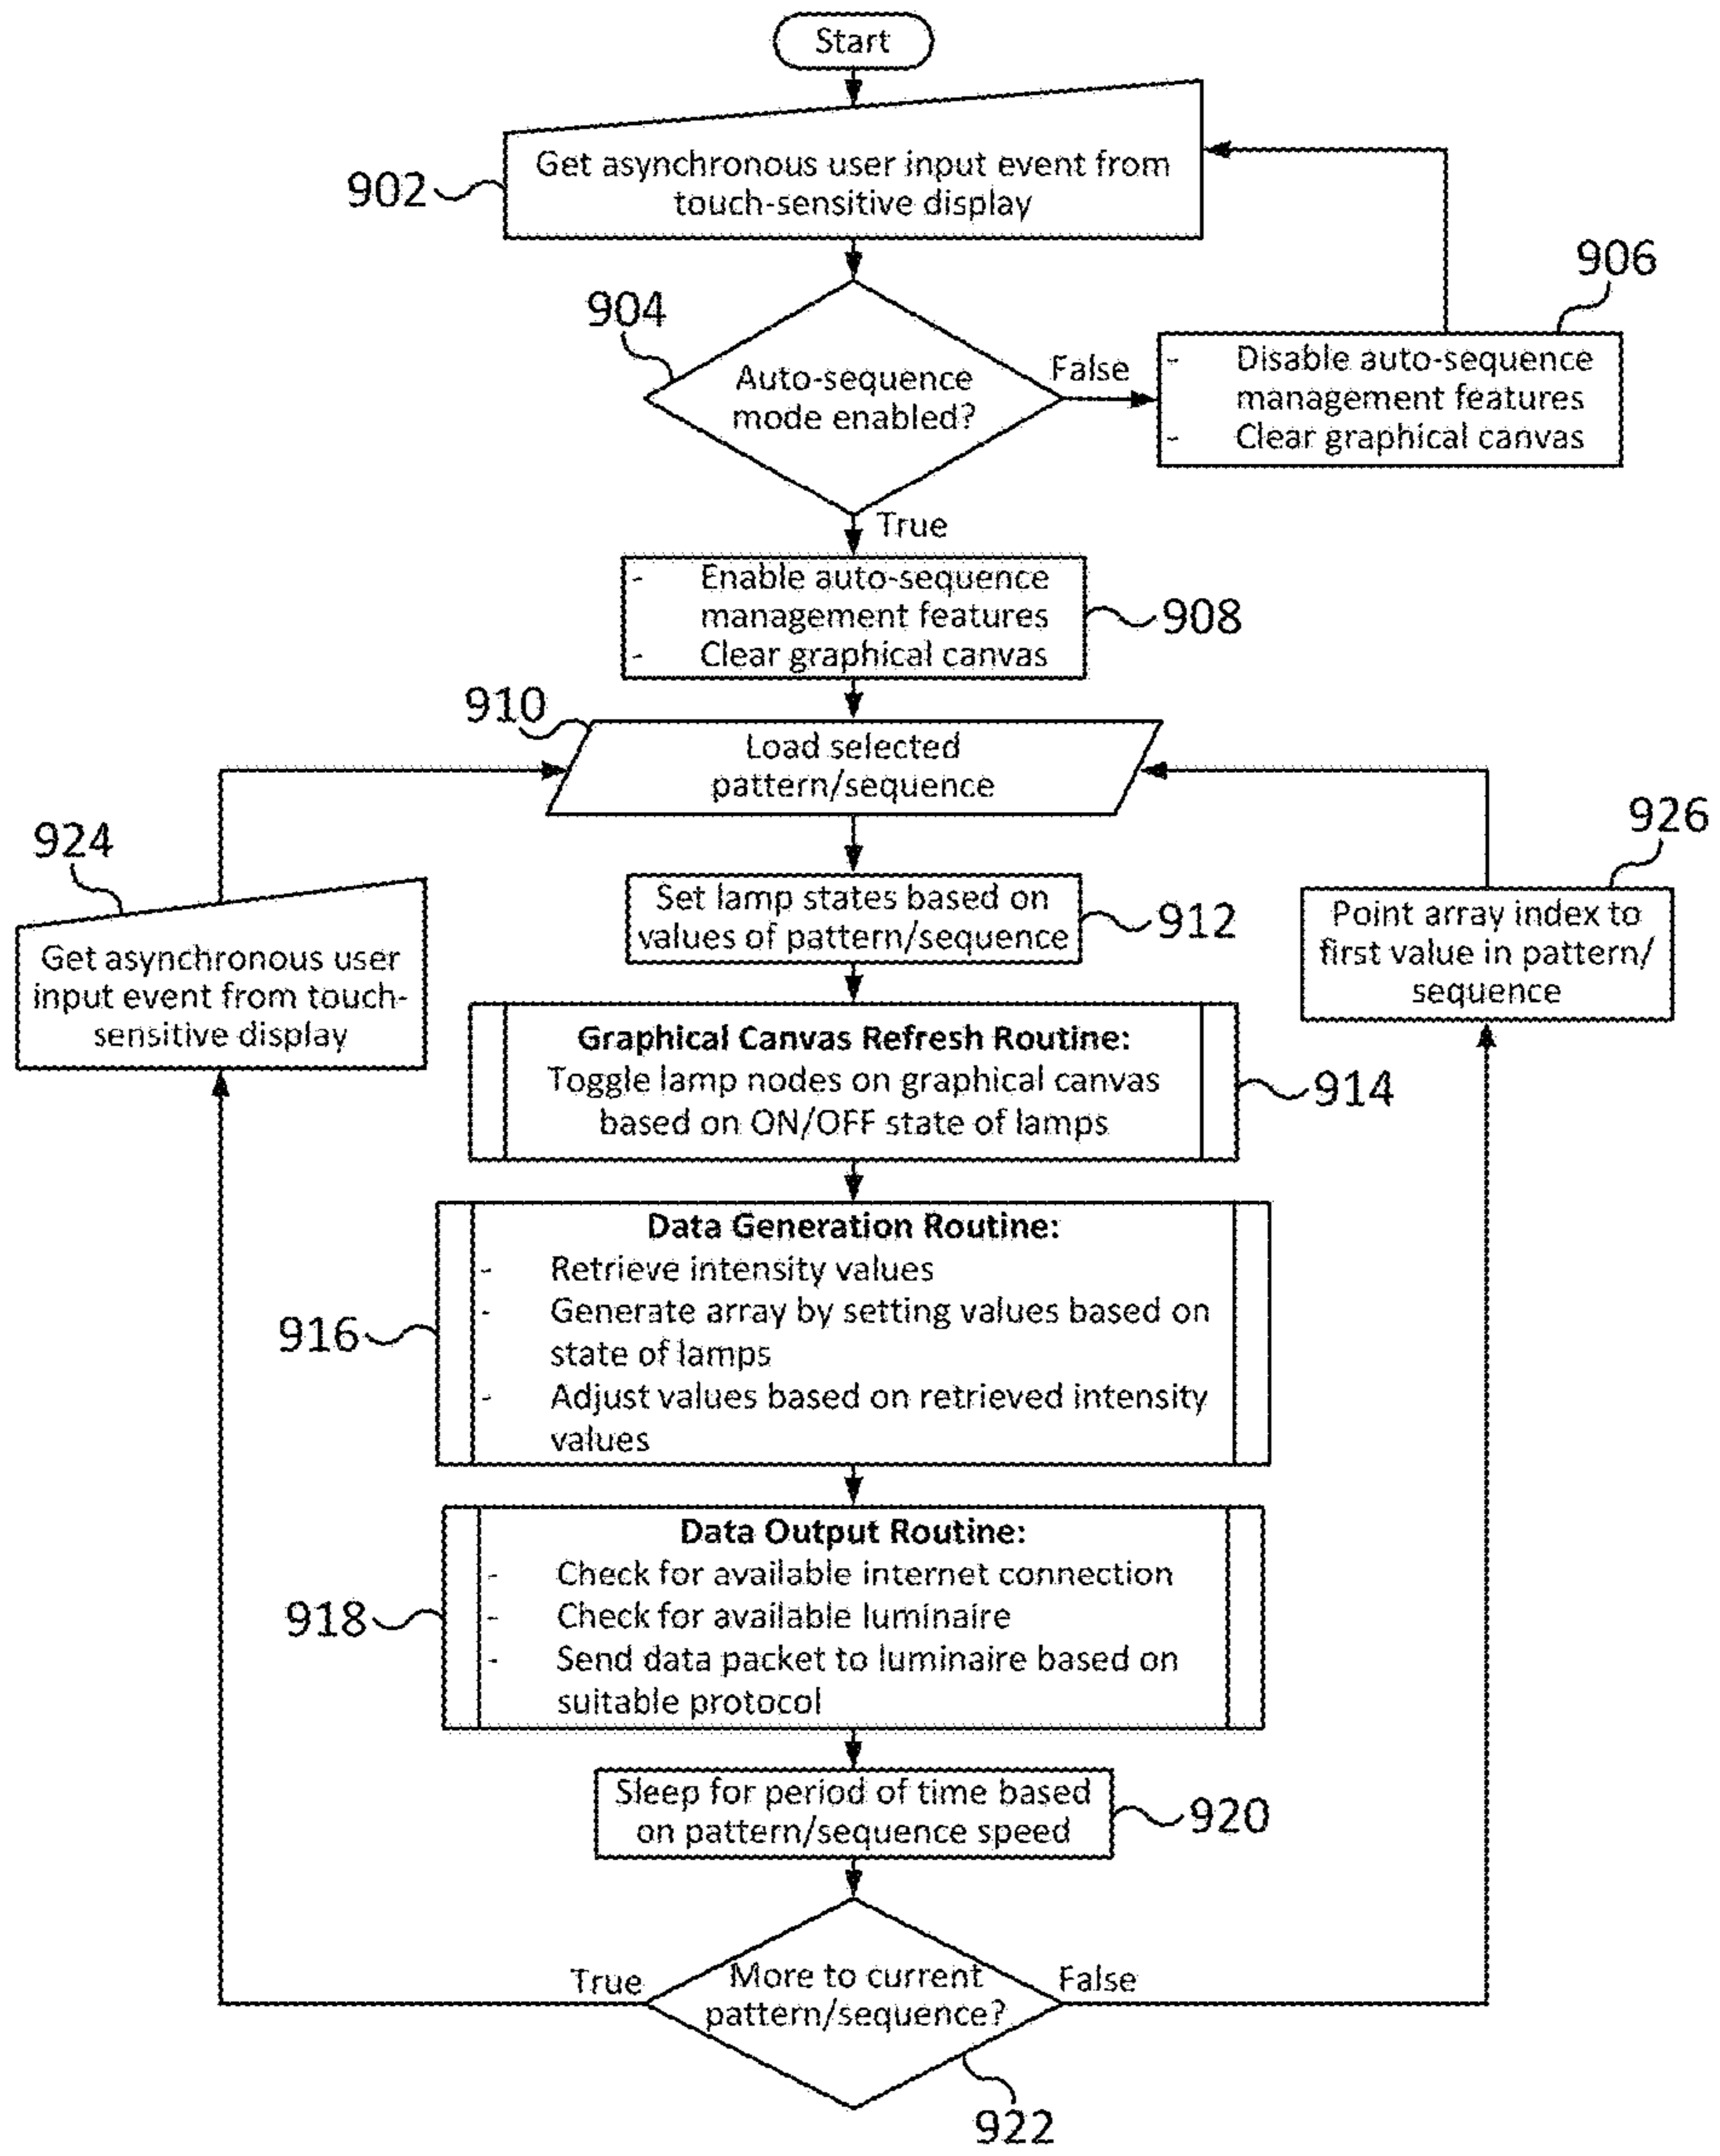 Start
Get asynchronous user input event from
touch-sensitive display
902
906
904
Auto-sequence
mode enabled?
False
- Disable auto-sequence
management features
- Clear graphical canvas
True
- Enable auto-sequence
management features
- Clear graphical canvas
908
910
Load selected
pattern/sequence
924
926
Get asynchronous user
input event from touch-
sensitive display
Set lamp states based on
values of pattern/sequence
912
Point array index to
first value in pattern/
sequence
Graphical Canvas Refresh Routine:
Toggle lamp nodes on graphical canvas
based on ON/OFF state of lamps
914
Data Generation Routine:
- Retrieve intensity values
- Generate array by setting values based on
state of lamps
- Adjust values based on retrieved intensity
values
916
Data Output Routine:
- Check for available internet connection
- Check for available luminaire
- Send data packet to luminaire based on
suitable protocol
918
Sleep for period of time based
on pattern/sequence speed
920
True
More to current
pattern/sequence?
False
922